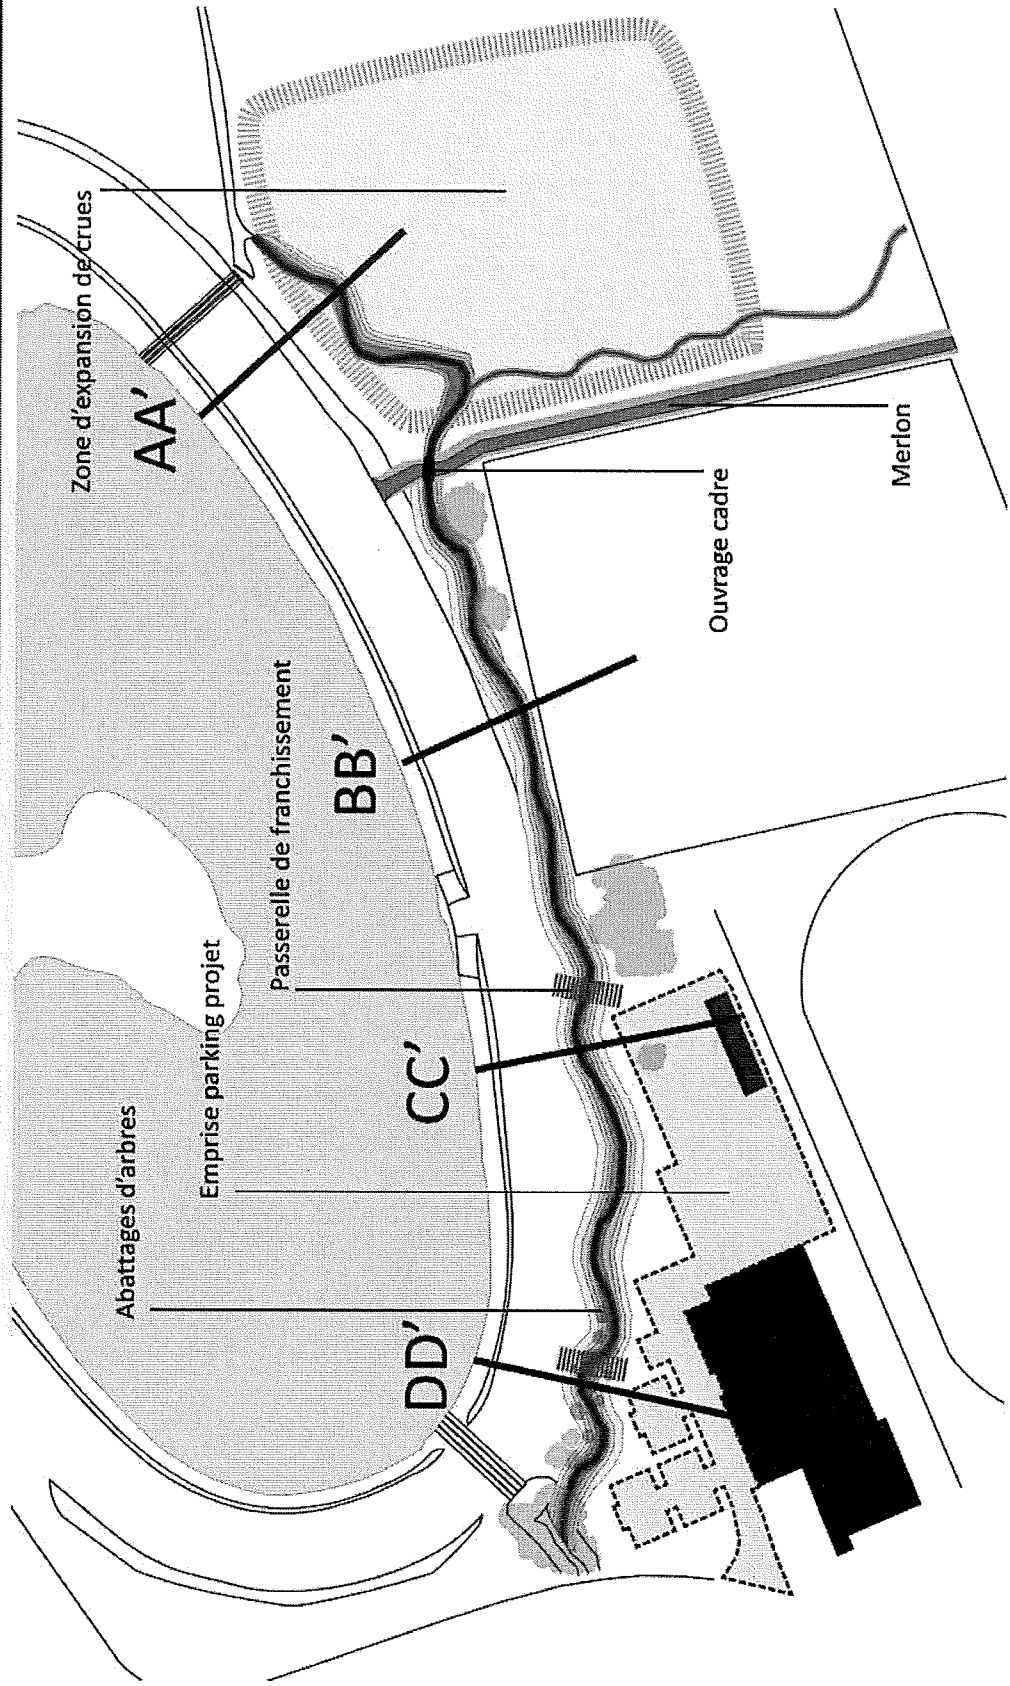 Abattages d'arbres
Emprise parking projet
Passerelle de franchissement
Zone d'expansion de crues
DD'
CC'
BB'
AA'
Ouvrage cadre
Merlon